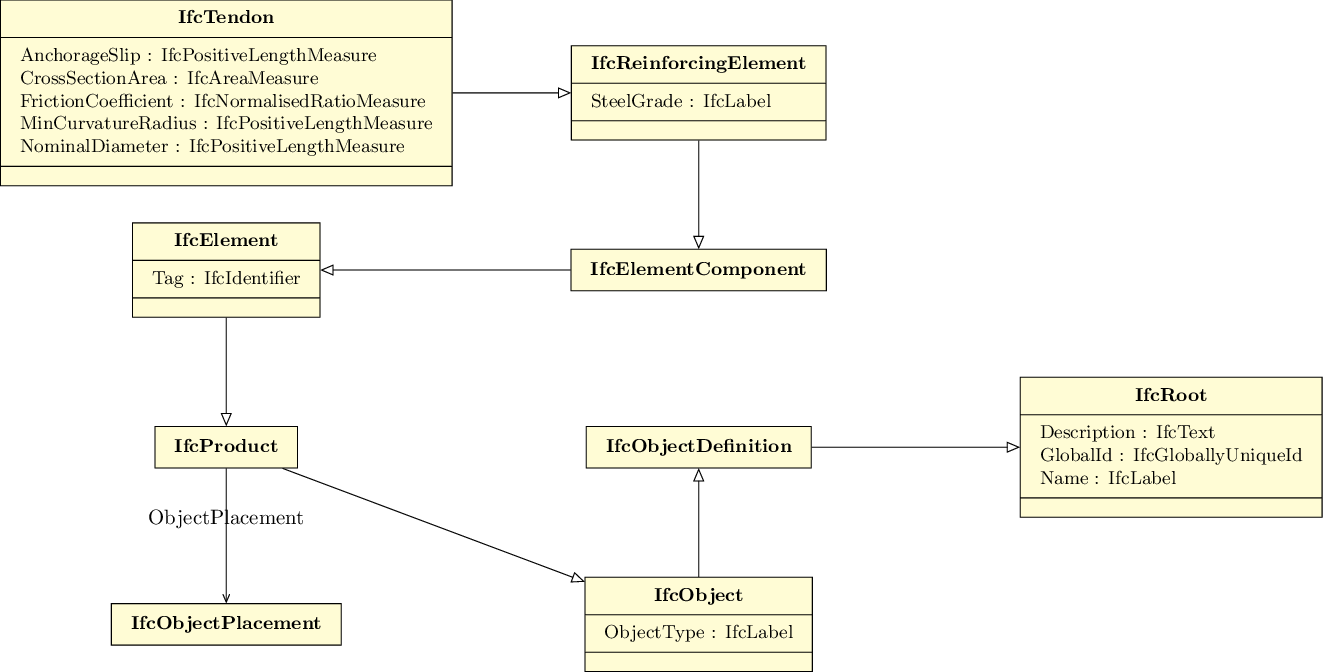 IfcTendon
AnchorageSlip : IfcPositiveLengthMeasure
CrossSectionArea : IfcAreaMeasure
FrictionCoefficient : IfcNormalisedRatioMeasure
MinCurvatureRadius : IfcPositiveLengthMeasure
NominalDiameter : IfcPositiveLengthMeasure
IfcReinforcingElement
SteelGrade : IfcLabel
IfcElement
Tag : IfcIdentifier
IfcElementComponent
IfcProduct
IfcObjectDefinition
IfcRoot
Description : IfcText
GlobalId : IfcGloballyUniqueId
Name : IfcLabel
ObjectPlacement
IfcObjectPlacement
IfcObject
ObjectType : IfcLabel